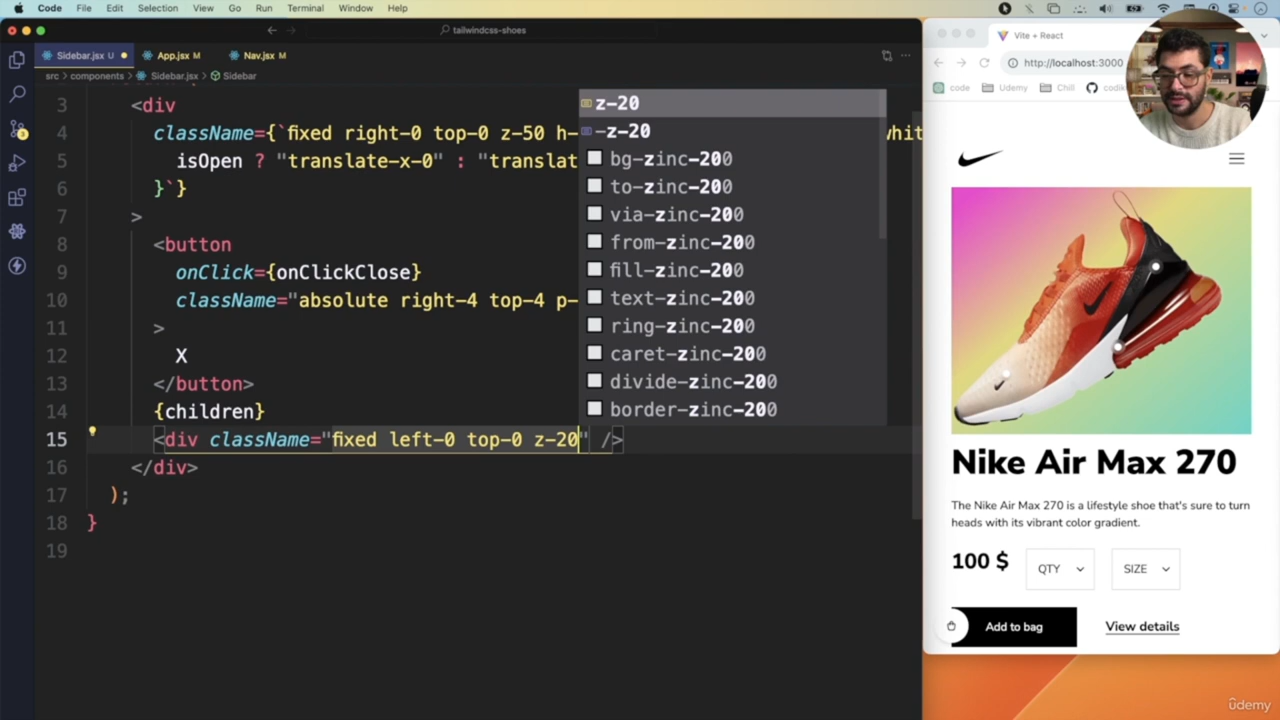 Code File Edit Selection View Go Run Terminal Window Help
tailwindcss-shoes
Sidebar.jsx U
App.jsx M
Nav.jsx M
src > components > Sidebar.jsx > Sidebar
3 <div
4 className={`fixed right-0 top-0 z-50 h-
5 isOpen ? "translate-x-0" : "translat
6 }`}
7 >
8 <button
9 onClick={onClickClose}
10 className="absolute right-4 top-4 p-
11 >
12 X
13 </button>
14 {children}
15 <div className="fixed left-0 top-0 z-20" />
16 </div>
17 );
18 }
19
z-20
-z-20
bg-zinc-200
to-zinc-200
via-zinc-200
from-zinc-200
fill-zinc-200
text-zinc-200
ring-zinc-200
caret-zinc-200
divide-zinc-200
border-zinc-200
Vite + React
http://localhost:3000
code Udemy Chill
Nike Air Max 270
The Nike Air Max 270 is a lifestyle shoe that's sure to turn
heads with its vibrant color gradient.
100 $ QTY SIZE
Add to bag View details
ûdemy